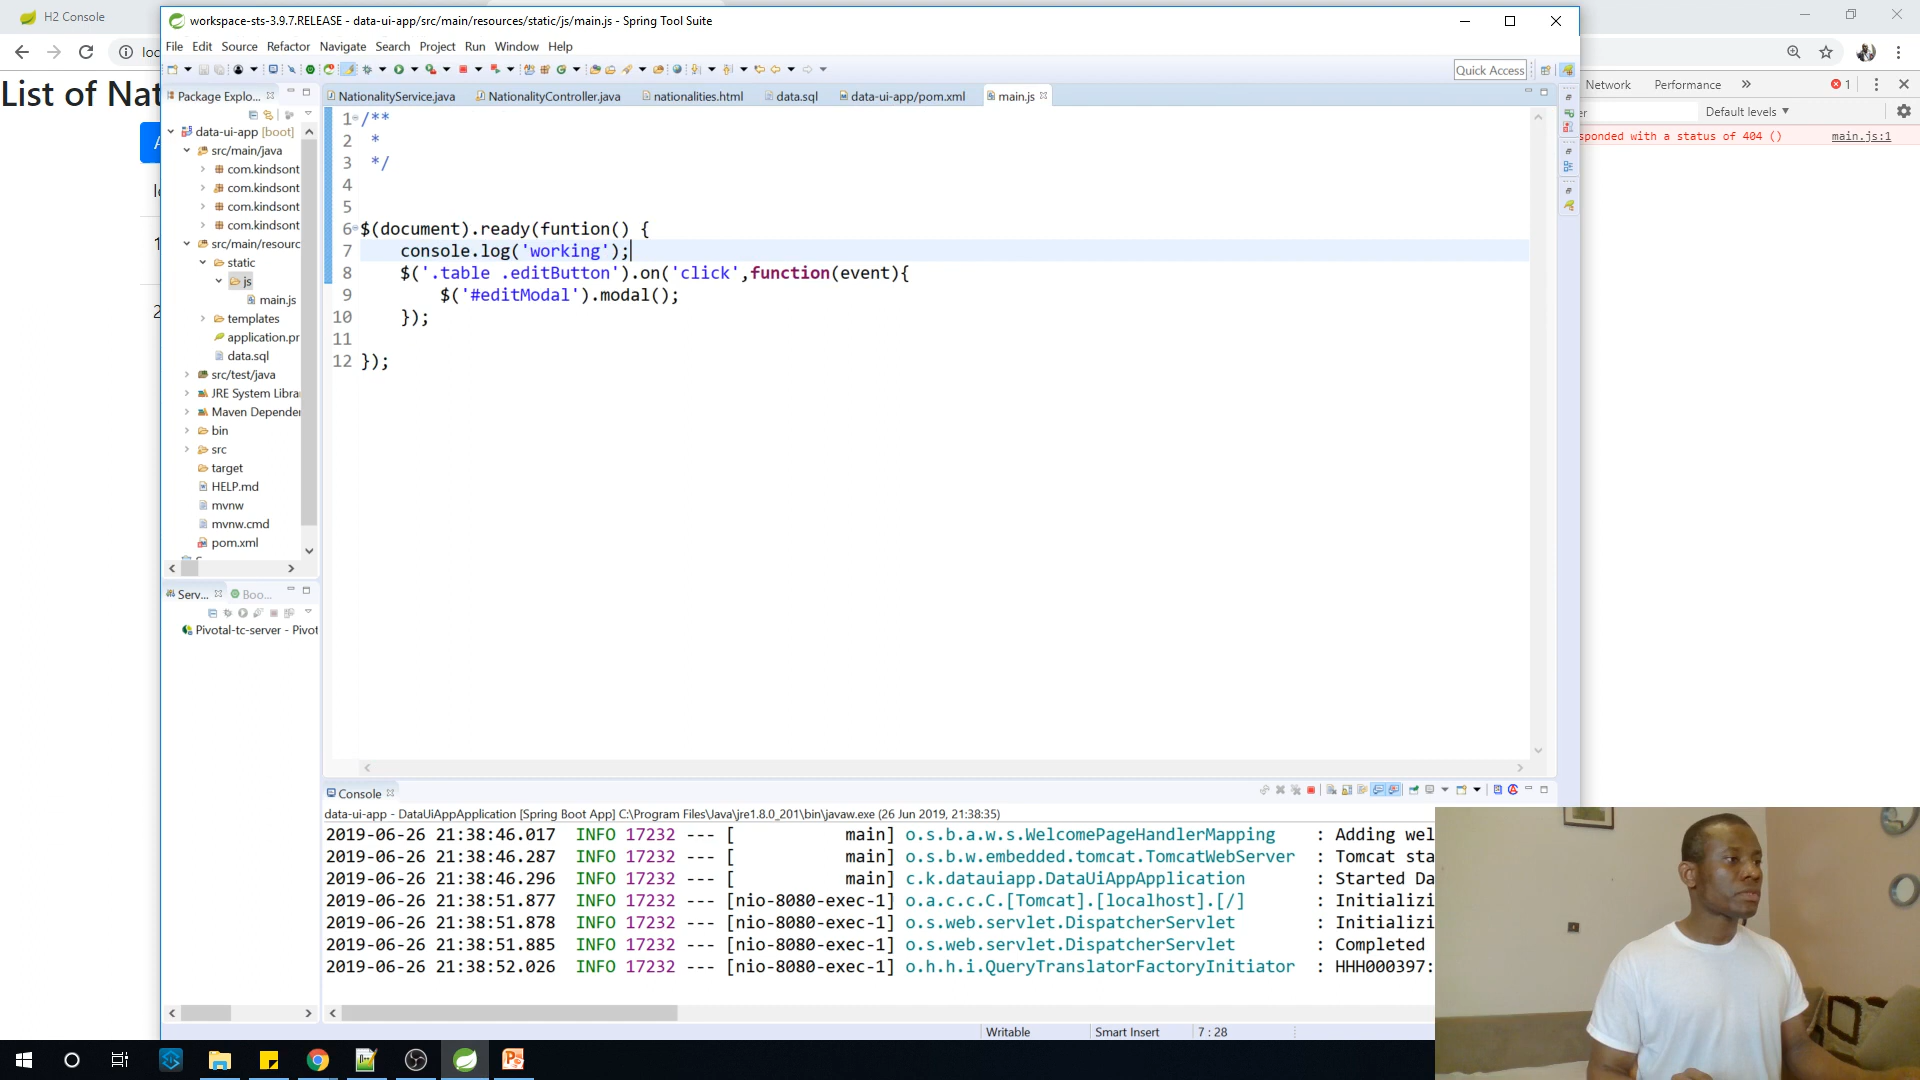 H2 Console
workspace-sts-3.9.7.RELEASE - data-ui-app/src/main/resources/static/js/main.js - Spring Tool Suite
File Edit Source Refactor Navigate Search Project Run Window Help
Quick Access
List of Nat
Network Performance » 1
Default levels ▼
sponded with a status of 404 () main.js:1
Package Explo...
NationalityService.java NationalityController.java nationalities.html data.sql data-ui-app/pom.xml main.js
data-ui-app [boot]
src/main/java
com.kindsont
com.kindsont
com.kindsont
com.kindsont
src/main/resourc
static
js
main.js
templates
application.pr
data.sql
src/test/java
JRE System Libra
Maven Depender
bin
src
target
HELP.md
mvnw
mvnw.cmd
pom.xml
1 /**
2 *
3 */
4
5
6 $(document).ready(funtion() {
7 console.log('working');
8 $('.table .editButton').on('click',function(event){
9 $('#editModal').modal();
10 });
11
12 });
Serv... Boo...
Pivotal-tc-server - Pivot
Console
data-ui-app - DataUiAppApplication [Spring Boot App] C:\Program Files\Java\jre1.8.0_201\bin\javaw.exe (26 Jun 2019, 21:38:35)
2019-06-26 21:38:46.017 INFO 17232 --- [ main] o.s.b.a.w.s.WelcomePageHandlerMapping : Adding wel
2019-06-26 21:38:46.287 INFO 17232 --- [ main] o.s.b.w.embedded.tomcat.TomcatWebServer : Tomcat sta
2019-06-26 21:38:46.296 INFO 17232 --- [ main] c.k.datauiapp.DataUiAppApplication : Started Da
2019-06-26 21:38:51.877 INFO 17232 --- [nio-8080-exec-1] o.a.c.c.C.[Tomcat].[localhost].[/] : Initializi
2019-06-26 21:38:51.878 INFO 17232 --- [nio-8080-exec-1] o.s.web.servlet.DispatcherServlet : Initializi
2019-06-26 21:38:51.885 INFO 17232 --- [nio-8080-exec-1] o.s.web.servlet.DispatcherServlet : Completed
2019-06-26 21:38:52.026 INFO 17232 --- [nio-8080-exec-1] o.h.h.i.QueryTranslatorFactoryInitiator : HHH000397:
Writable Smart Insert 7 : 28